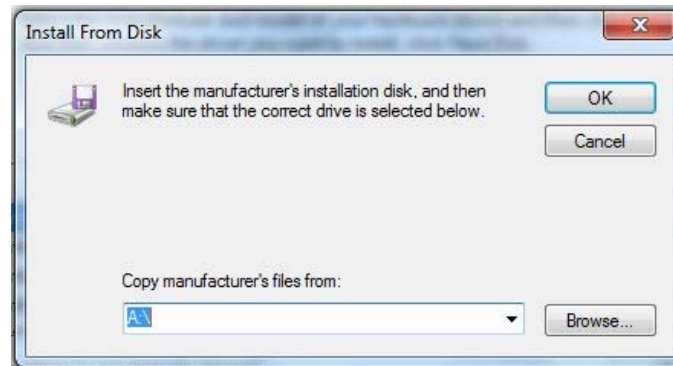 Install From Disk
Insert the manufacturer's installation disk, and then
make sure that the correct drive is selected below.
OK
Cancel
Copy manufacturer's files from:
A:\
Browse...